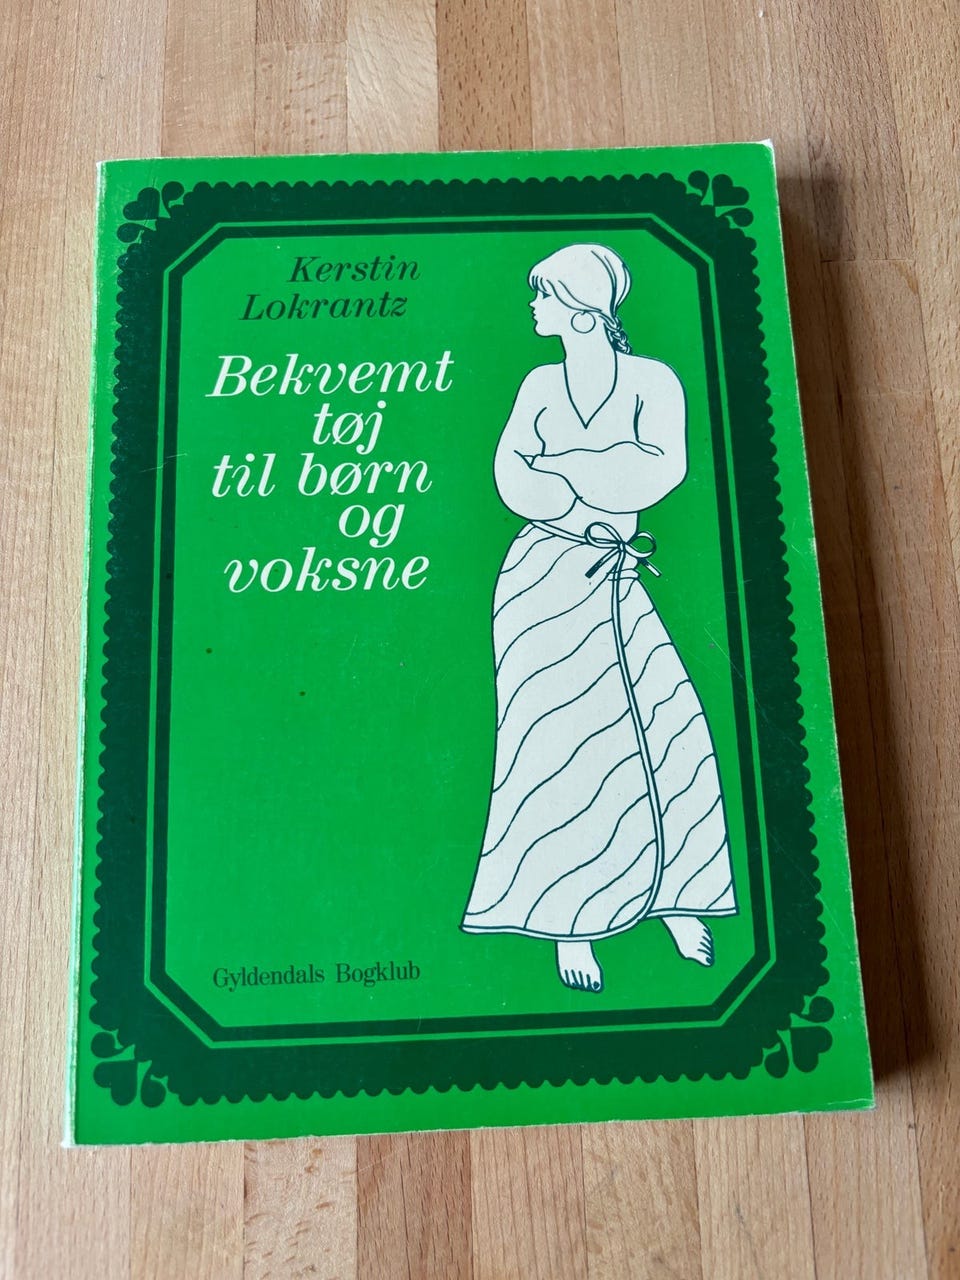 Kerstin
Lokrantz
Bekvemt
tøj
til børn
og
voksne
Gyldendals Bogklub